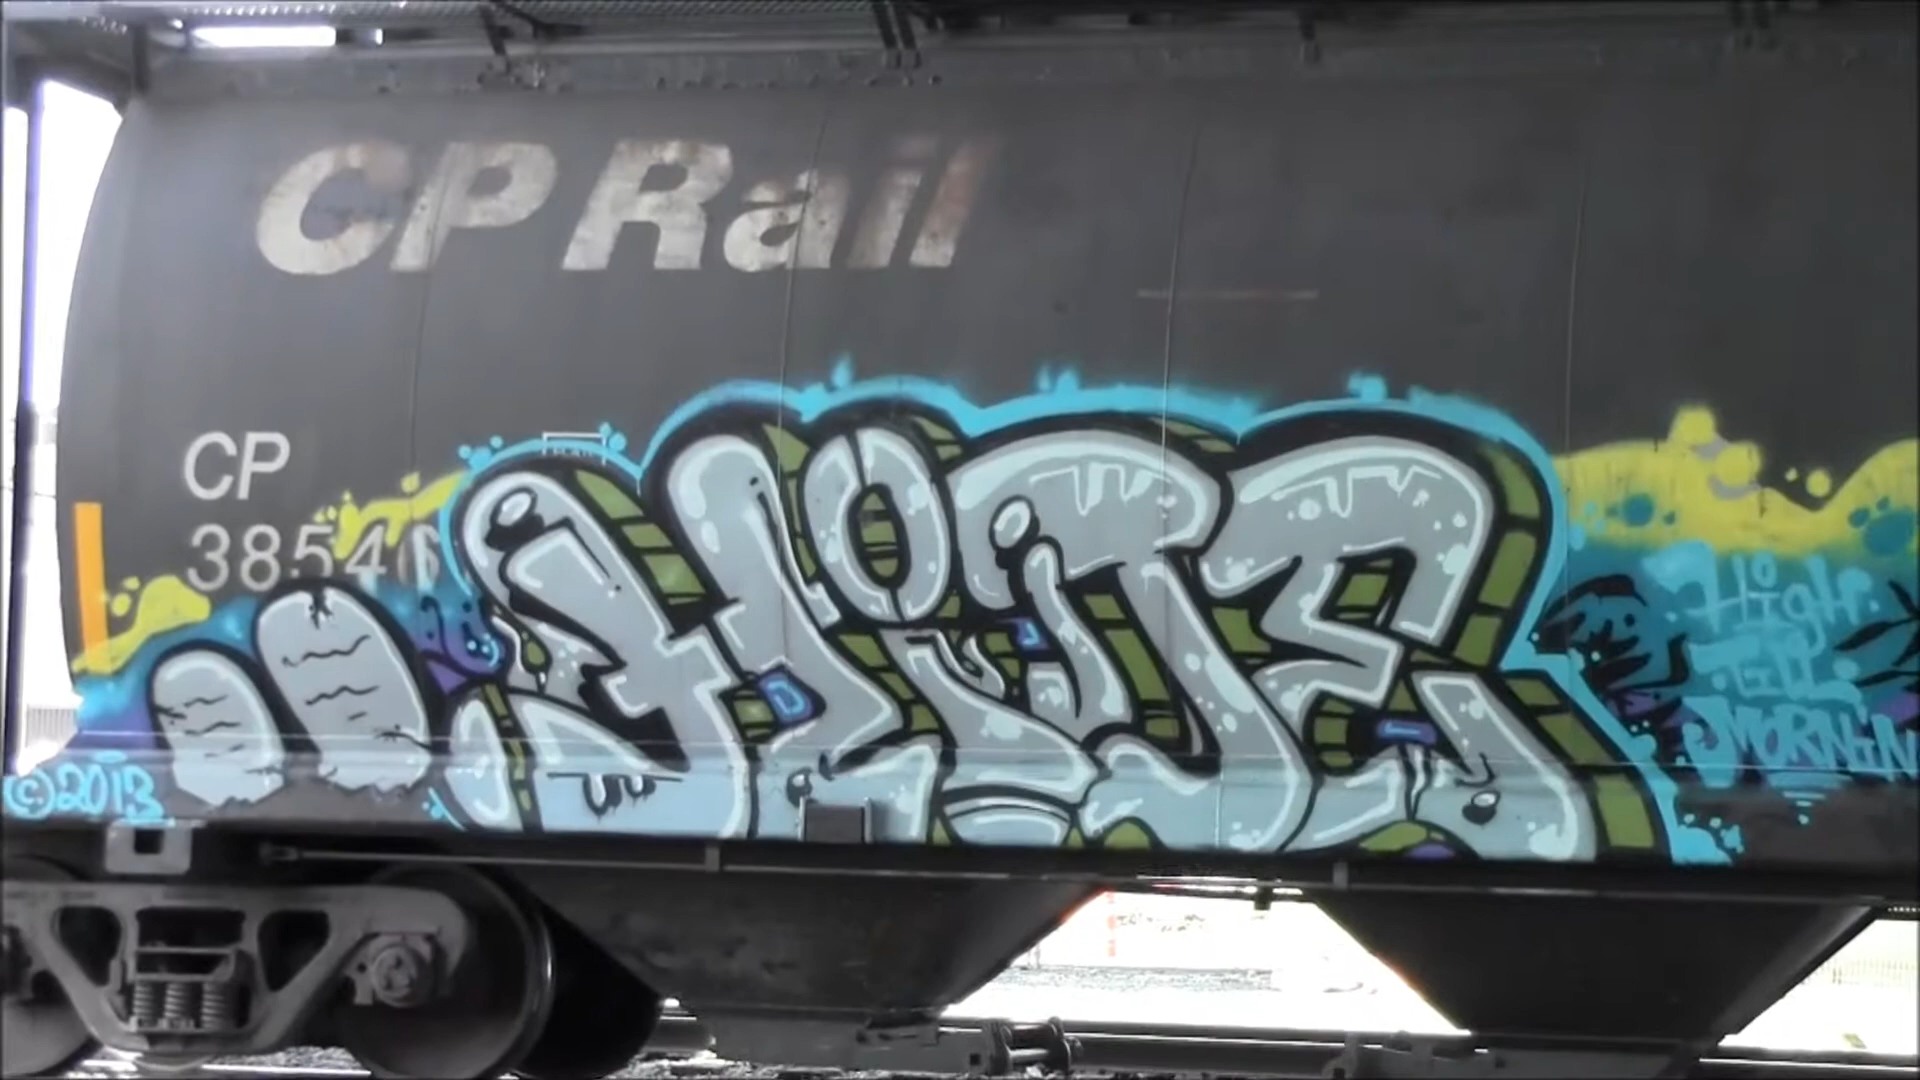 CP Rail
CP
3854
High
Till
MORNiN
©2013